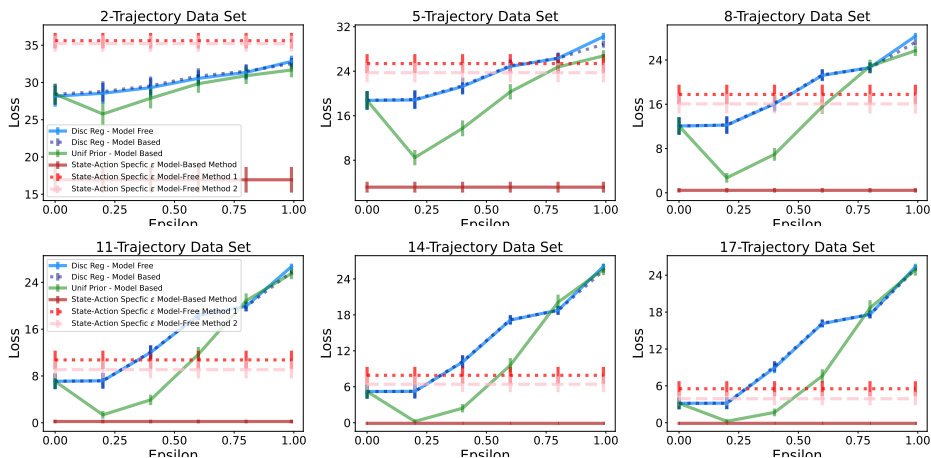 2-Trajectory Data Set
Loss
35
30
25
20
15
Disc Reg - Model Free
Disc Reg - Model Based
Unif Prior - Model Based
State-Action Specfic ε Model-Based Method
State-Action Specfic ε Model-Free Method 1
State-Action Specfic ε Model-Free Method 2
0.00 0.25 0.50 0.75 1.00
Epsilon
5-Trajectory Data Set
Loss
32
24
16
8
0.00 0.25 0.50 0.75 1.00
Epsilon
8-Trajectory Data Set
Loss
24
16
8
0
0.00 0.25 0.50 0.75 1.00
Epsilon
11-Trajectory Data Set
Loss
24
16
8
0
Disc Reg - Model Free
Disc Reg - Model Based
Unif Prior - Model Based
State-Action Specfic ε Model-Based Method
State-Action Specfic ε Model-Free Method 1
State-Action Specfic ε Model-Free Method 2
0.00 0.25 0.50 0.75 1.00
Epsilon
14-Trajectory Data Set
Loss
24
18
12
6
0
0.00 0.25 0.50 0.75 1.00
Epsilon
17-Trajectory Data Set
Loss
24
18
12
6
0
0.00 0.25 0.50 0.75 1.00
Epsilon